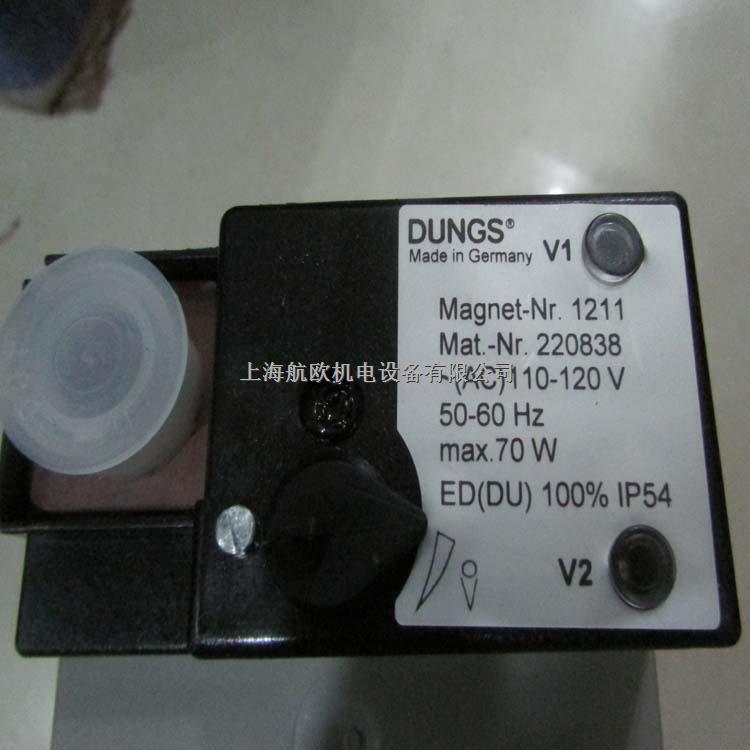 DUNGS®
Made in Germany
V1
Magnet-Nr. 1211
Mat.-Nr. 220838
上海航欧机电设备有限公司
(AC)110-120 V
50-60 Hz
max.70 W
ED(DU) 100% IP54
V2